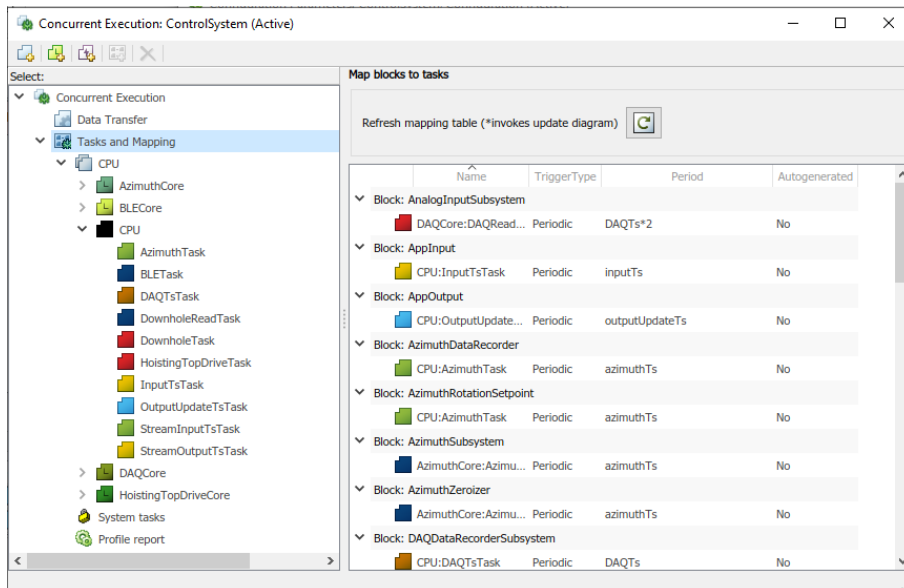 Concurrent Execution: ControlSystem (Active)
Select:
Concurrent Execution
Data Transfer
Tasks and Mapping
CPU
AzimuthCore
BLECore
CPU
AzimuthTask
BLETask
DAQTsTask
DownholeReadTask
DownholeTask
HoistingTopDriveTask
InputTsTask
OutputUpdateTsTask
StreamInputTsTask
StreamOutputTsTask
DAQCore
HoistingTopDriveCore
System tasks
Profile report
Map blocks to tasks
Refresh mapping table (*invokes update diagram)
Name TriggerType Period Autogenerated
Block: AnalogInputSubsystem
DAQCore:DAQRead... Periodic DAQTs*2 No
Block: AppInput
CPU:InputTsTask Periodic inputTs No
Block: AppOutput
CPU:OutputUpdate... Periodic outputUpdateTs No
Block: AzimuthDataRecorder
CPU:AzimuthTask Periodic azimuthTs No
Block: AzimuthRotationSetpoint
CPU:AzimuthTask Periodic azimuthTs No
Block: AzimuthSubsystem
AzimuthCore:Azimu... Periodic azimuthTs No
Block: AzimuthZeroizer
AzimuthCore:Azimu... Periodic azimuthTs No
Block: DAQDataRecorderSubsystem
CPU:DAQTsTask Periodic DAQTs No